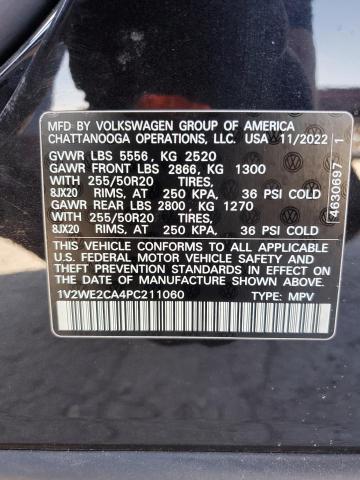 MFD. BY VOLKSWAGEN GROUP OF AMERICA
CHATTANOOGA OPERATIONS, LLC. USA 11/2022
GVWR LBS 5556, KG 2520
GAWR FRONT LBS 2866, KG 1300
WITH 255/50R20 TIRES,
8JX20 RIMS, AT 250 KPA, 36 PSI COLD
GAWR REAR LBS 2800, KG 1270
WITH 255/50R20 TIRES,
8JX20 RIMS, AT 250 KPA, 36 PSI COLD
THIS VEHICLE CONFORMS TO ALL APPLICABLE
U.S. FEDERAL MOTOR VEHICLE SAFETY AND
THEFT PREVENTION STANDARDS IN EFFECT ON
THE DATE OF MANUFACTURE SHOWN ABOVE.
1V2WE2CA4PC211060 TYPE: MPV
4630697 1